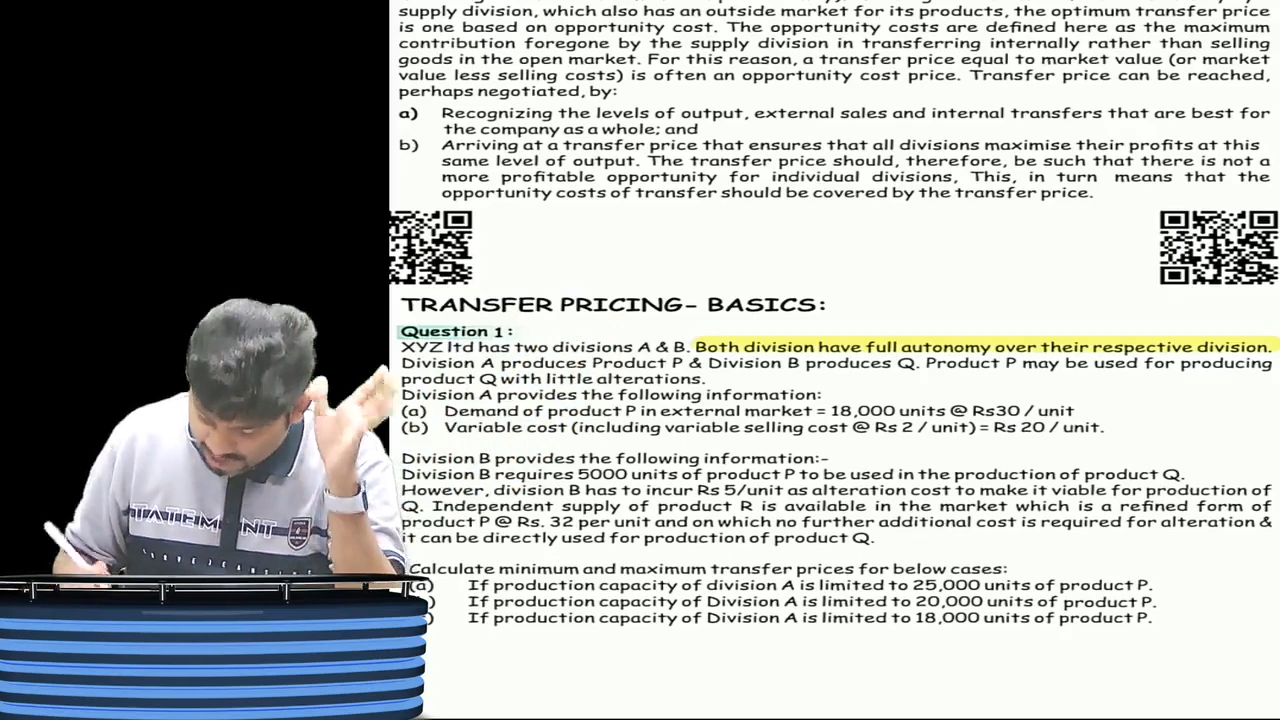 supply division, which also has an outside market for its products, the optimum transfer price
is one based on opportunity cost. The opportunity costs are defined here as the maximum
contribution foregone by the supply division in transferring internally rather than selling
goods in the open market. For this reason, a transfer price equal to market value (or market
value less selling costs) is often an opportunity cost price. Transfer price can be reached,
perhaps negotiated, by:
a) Recognizing the levels of output, external sales and internal transfers that are best for
the company as a whole; and
b) Arriving at a transfer price that ensures that all divisions maximise their profits at this
same level of output. The transfer price should, therefore, be such that there is not a
more profitable opportunity for individual divisions, This, in turn means that the
opportunity costs of transfer should be covered by the transfer price.
TRANSFER PRICING- BASICS:
Question 1:
XYZ ltd has two divisions A & B. Both division have full autonomy over their respective division.
Division A produces Product P & Division B produces Q. Product P may be used for producing
product Q with little alterations.
Division A provides the following information:
(a) Demand of product P in external market = 18,000 units @ Rs30 / unit
(b) Variable cost (including variable selling cost @ Rs 2 / unit) = Rs 20 / unit.
Division B provides the following information:-
Division B requires 5000 units of product P to be used in the production of product Q.
However, division B has to incur Rs 5/unit as alteration cost to make it viable for production of
Q. Independent supply of product R is available in the market which is a refined form of
product P @ Rs. 32 per unit and on which no further additional cost is required for alteration &
it can be directly used for production of product Q.
Calculate minimum and maximum transfer prices for below cases:
(a) If production capacity of division A is limited to 25,000 units of product P.
) If production capacity of Division A is limited to 20,000 units of product P.
) If production capacity of Division A is limited to 18,000 units of product P.
TATEMENT